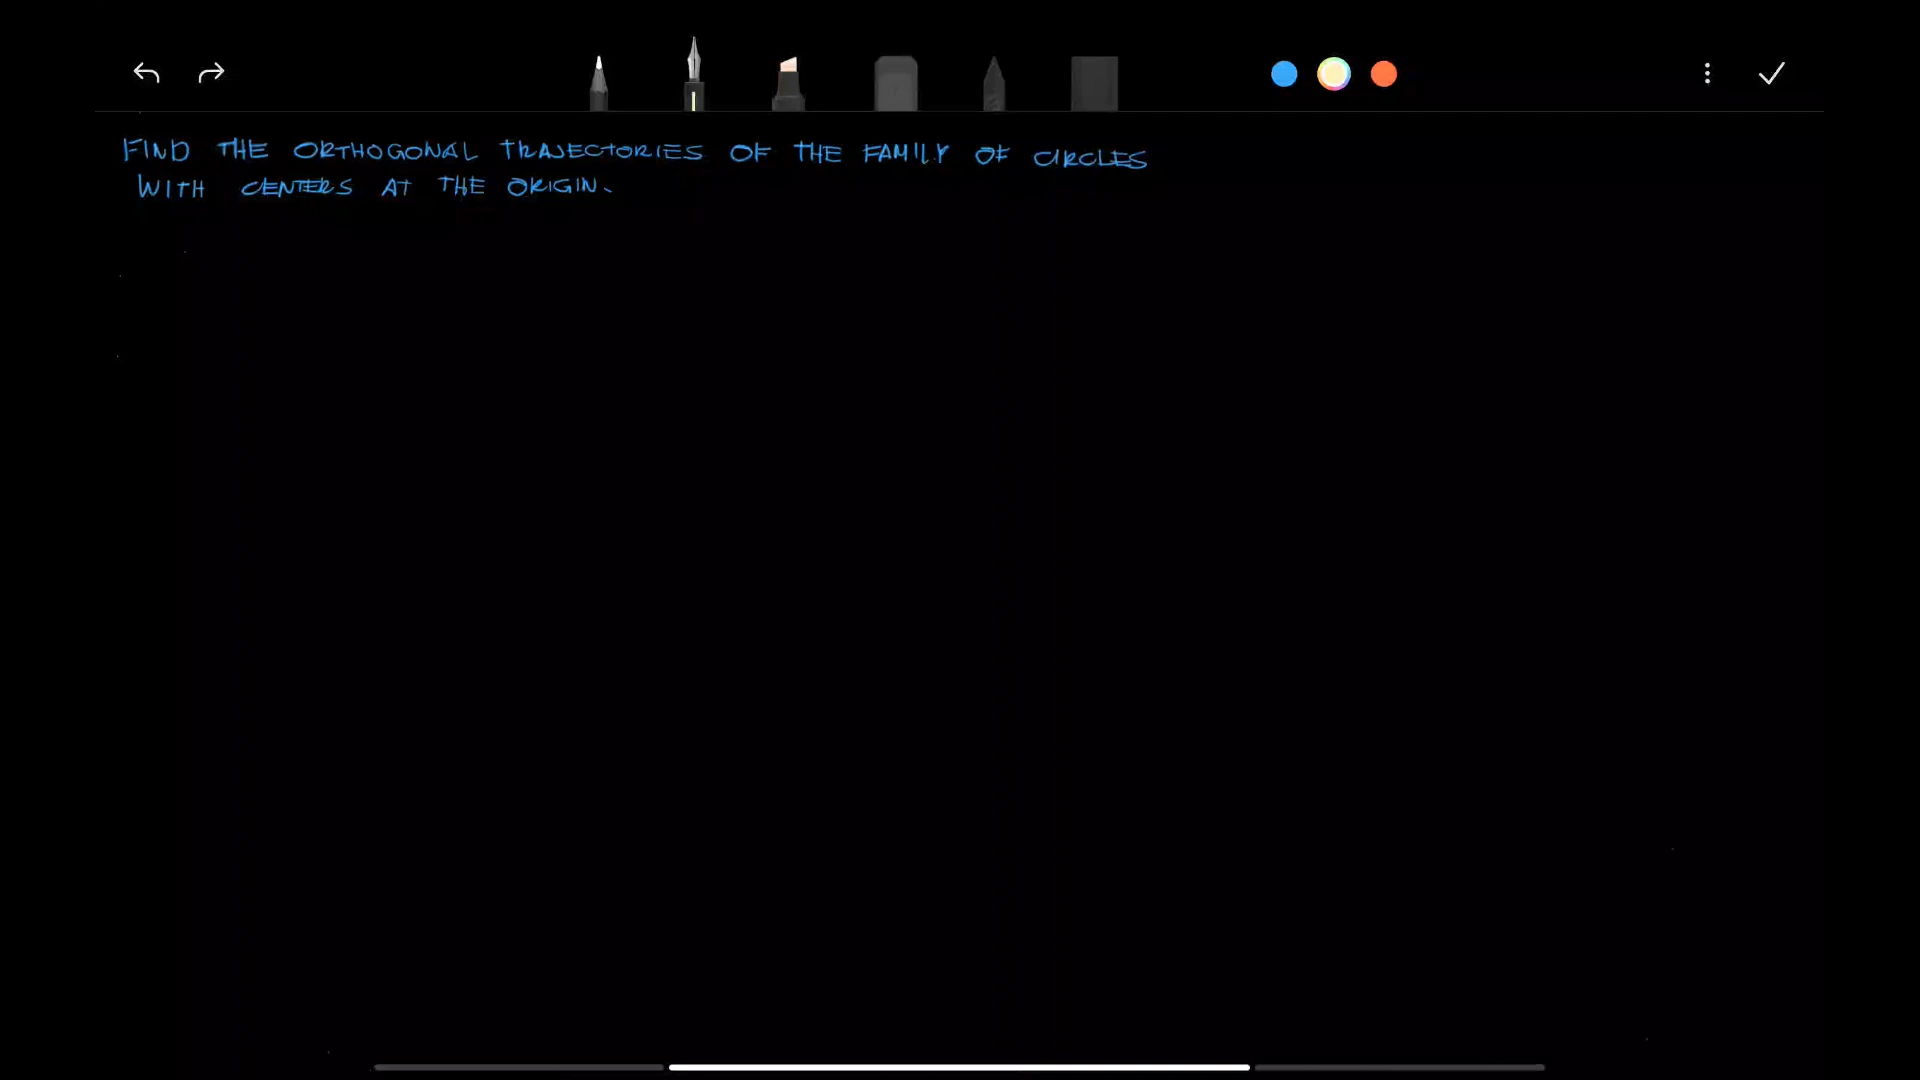 FIND THE ORTHOGONAL TRAJECTORIES OF THE FAMILY OF CIRCLES
WITH CENTERS AT THE ORIGIN.